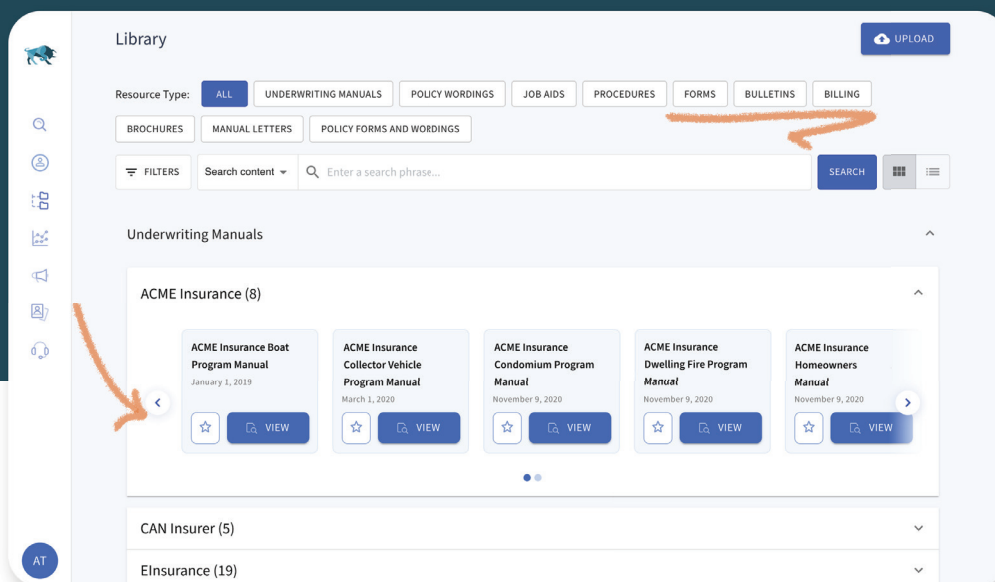 Library
UPLOAD
Resource Type: ALL UNDERWRITING MANUALS POLICY WORDINGS JOB AIDS PROCEDURES FORMS BULLETINS BILLING
BROCHURES MANUAL LETTERS POLICY FORMS AND WORDINGS
FILTERS Search content Enter a search phrase... SEARCH
Underwriting Manuals
ACME Insurance (8)
ACME Insurance Boat
Program Manual
January 1, 2019
VIEW
ACME Insurance
Collector Vehicle
Program Manual
March 1, 2020
VIEW
ACME Insurance
Condomium Program
Manual
November 9, 2020
VIEW
ACME Insurance
Dwelling Fire Program
Manual
November 9, 2020
VIEW
ACME Insurance
Homeowners
Manual
November 9, 2020
VIEW
CAN Insurer (5)
EInsurance (19)
AT